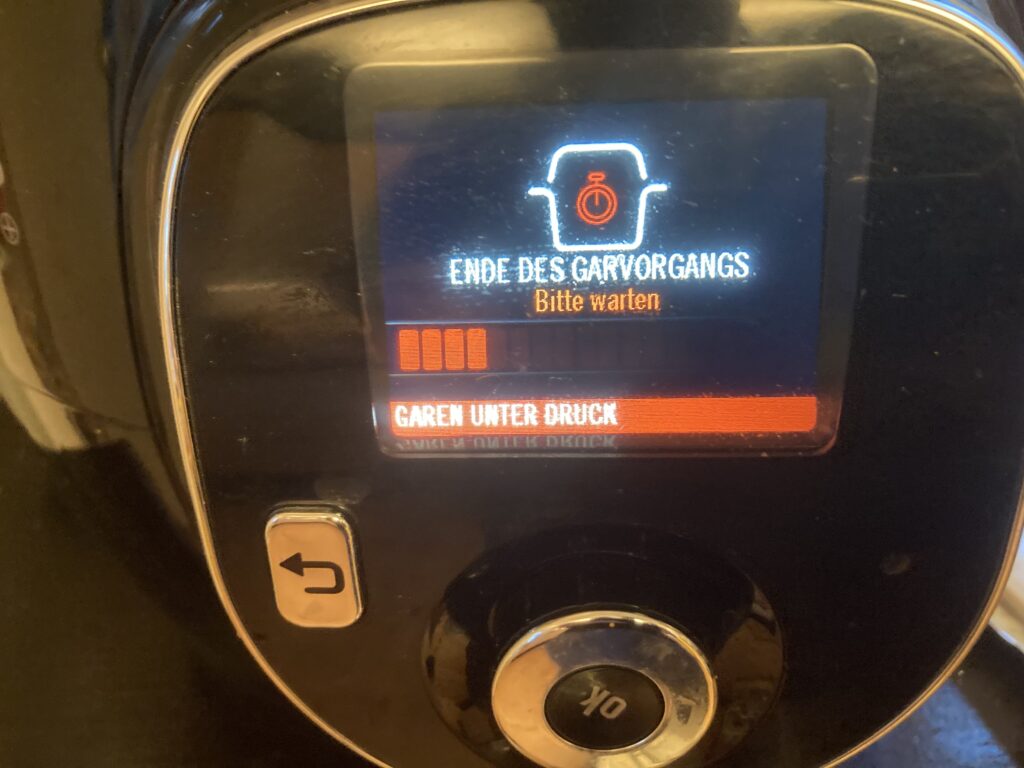 ENDE DES GARVORGANGS
Bitte warten
GAREN UNTER DRUCK
OK